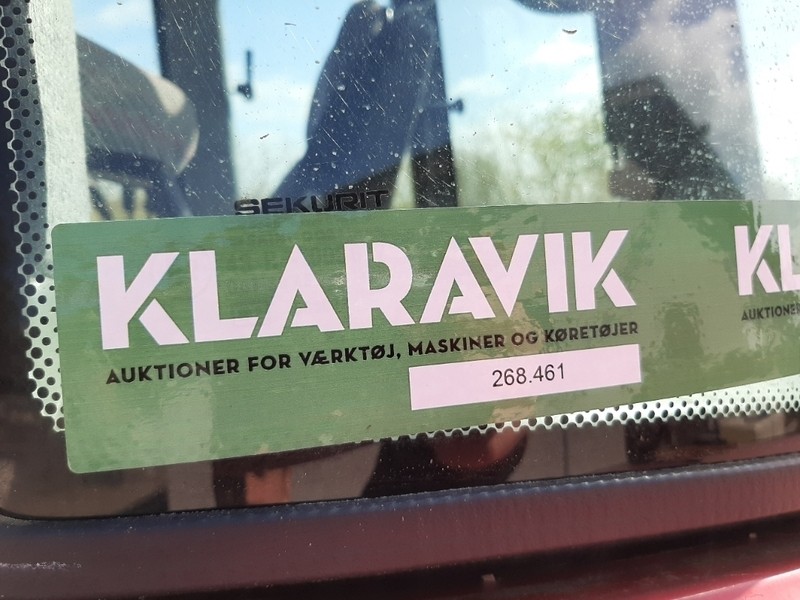 SEKURIT
KLARAVIK
AUKTIONER FOR VÆRKTØJ, MASKINER OG KØRETØJER
268.461
KL
AUKTIONER